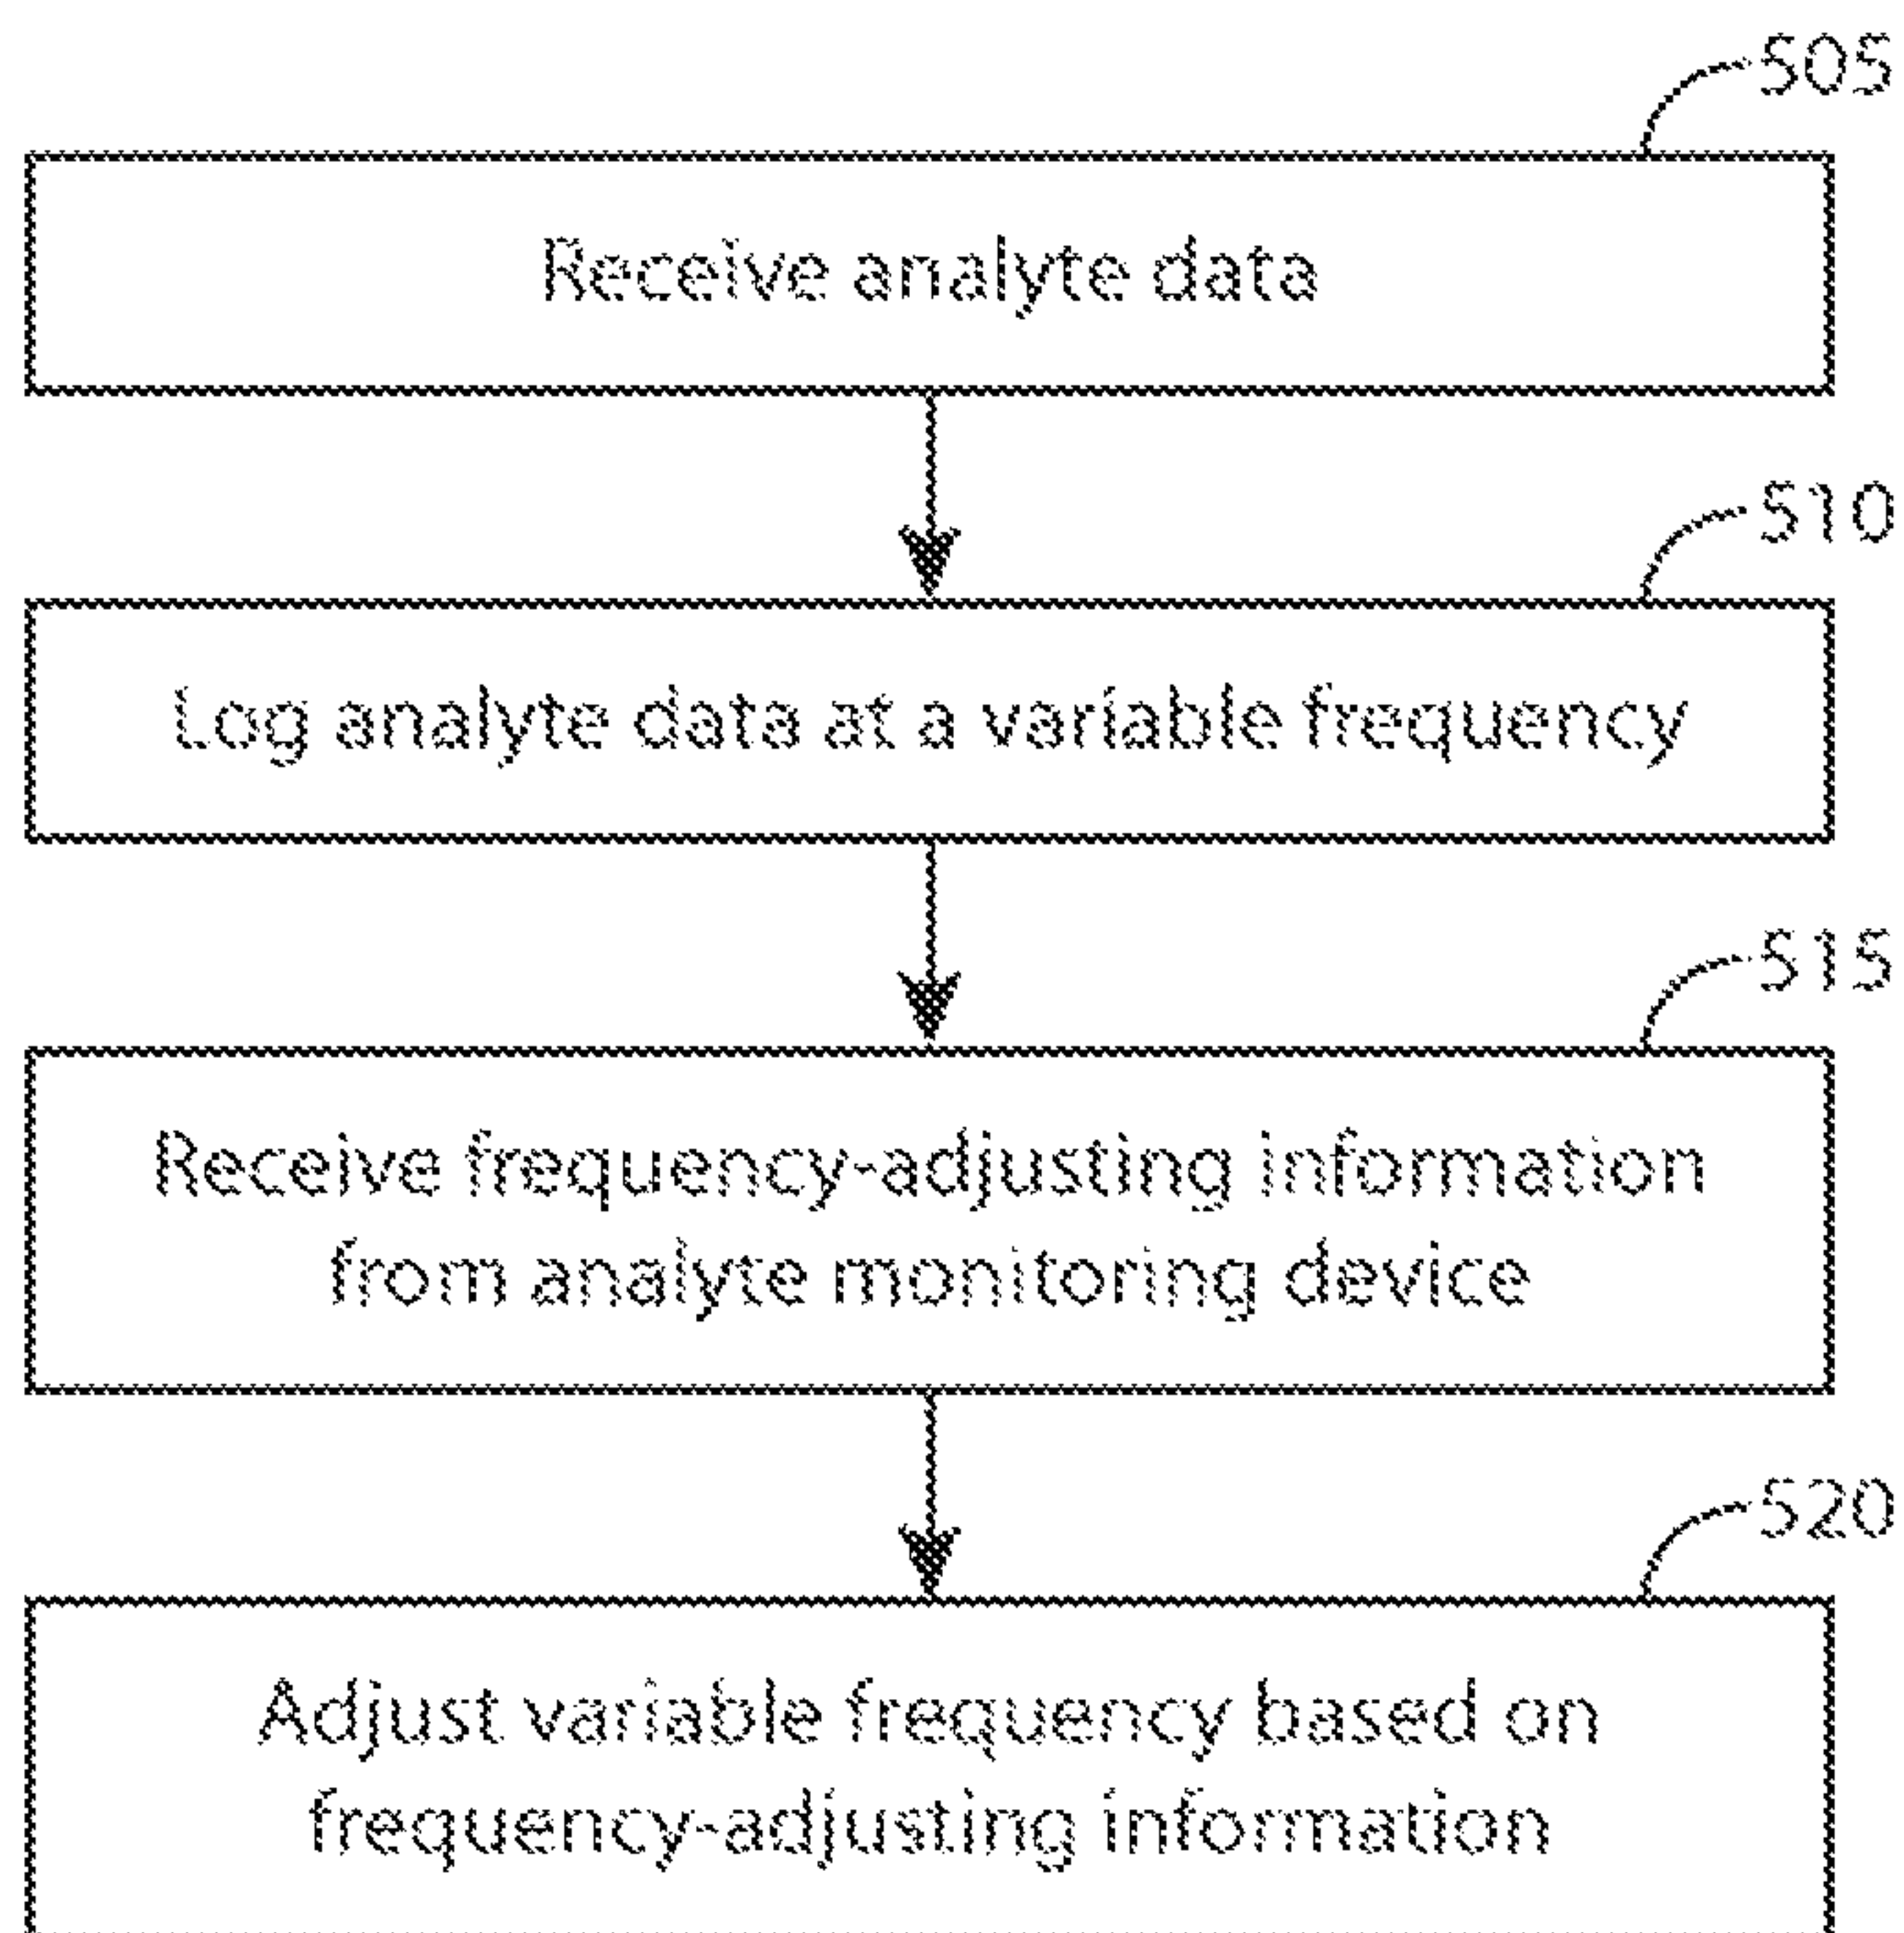 505
Receive analyte data
510
Log analyte data at a variable frequency
515
Receive frequency-adjusting information
from analyte monitoring device
520
Adjust variable frequency based on
frequency-adjusting information